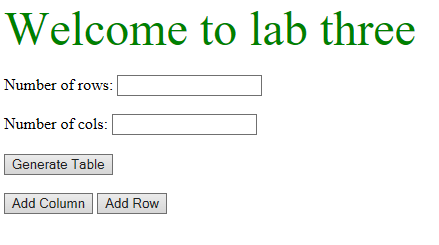 Welcome to lab three
Number of rows:
Number of cols:
Generate Table
Add Column Add Row